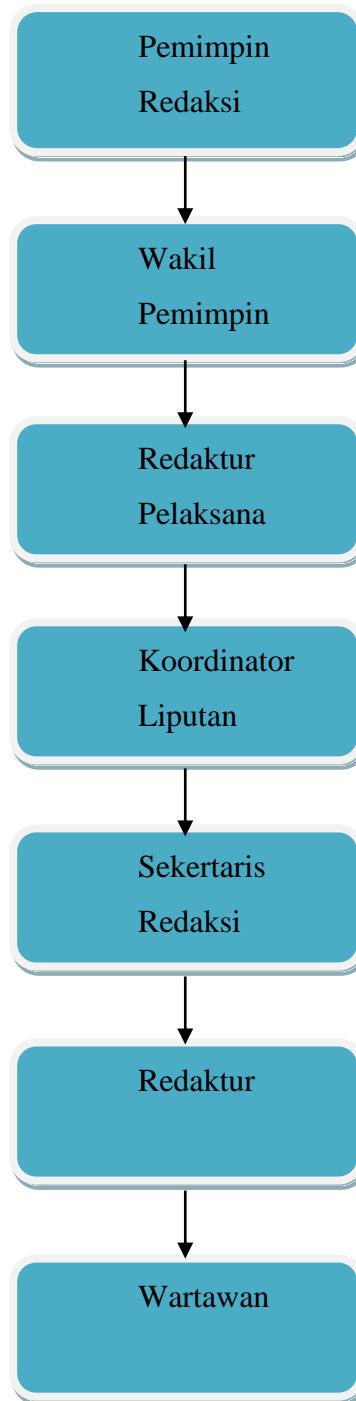 Pemimpin
Redaksi
Wakil
Pemimpin
Redaktur
Pelaksana
Koordinator
Liputan
Sekertaris
Redaksi
Redaktur
Wartawan